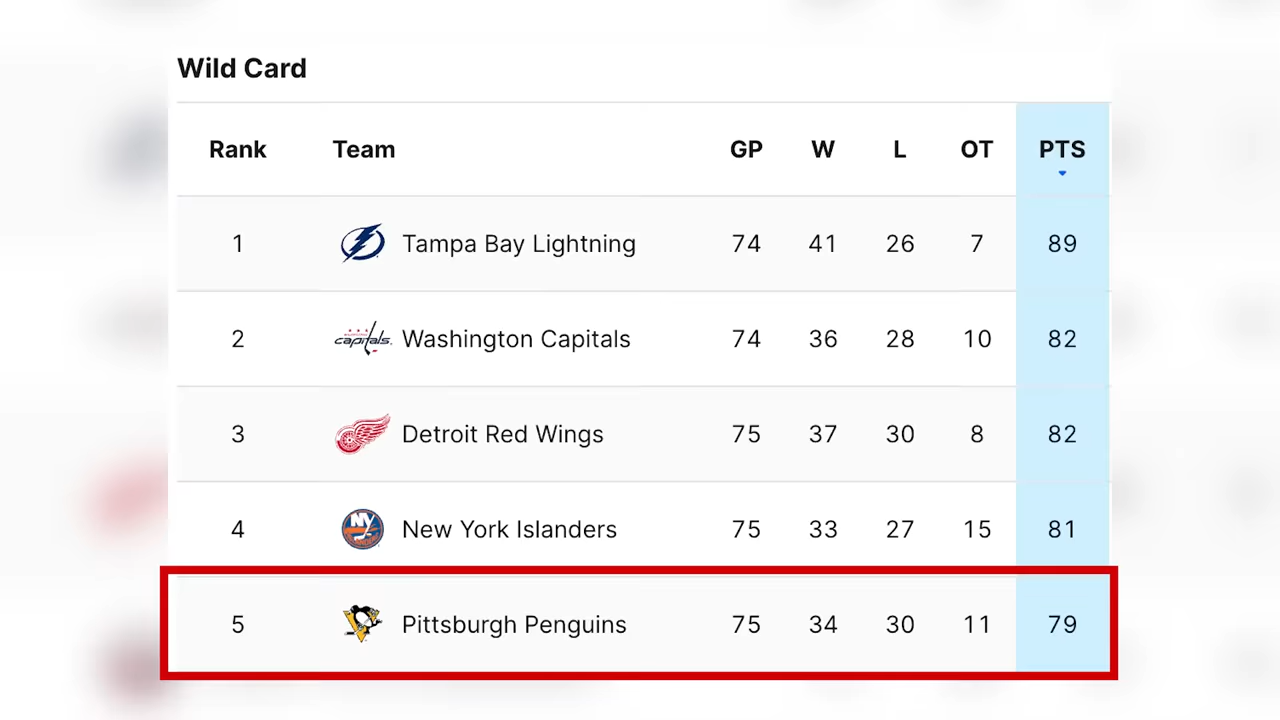 Wild Card
Rank Team GP W L OT PTS
1 Tampa Bay Lightning 74 41 26 7 89
2 capitals Washington Capitals 74 36 28 10 82
3 Detroit Red Wings 75 37 30 8 82
4 NY New York Islanders 75 33 27 15 81
5 Pittsburgh Penguins 75 34 30 11 79